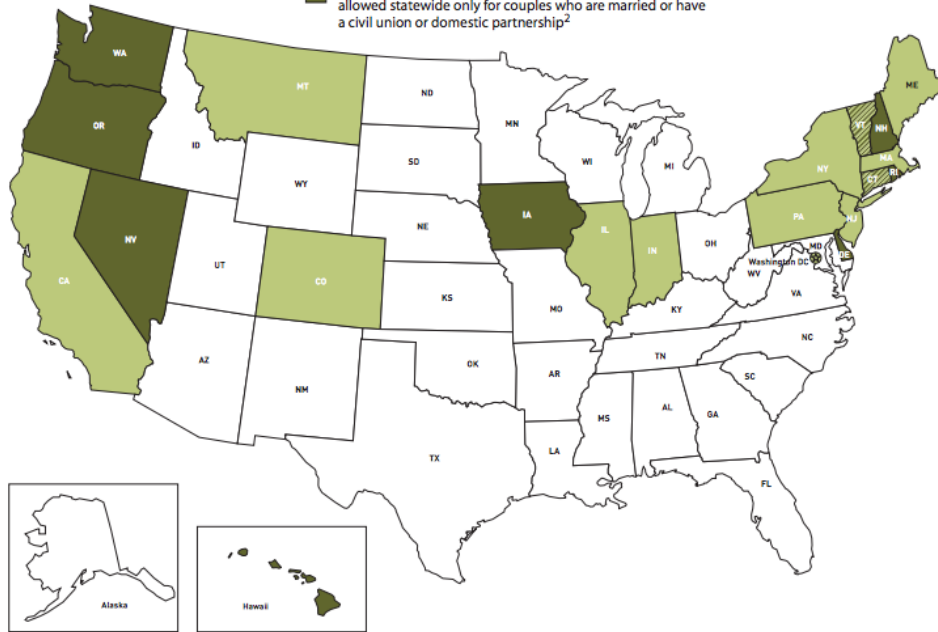 allowed statewide only for couples who are married or have
a civil union or domestic partnership2
WA
MT
ND
MN
ME
VT
NH
OR
ID
SD
WI
MI
NY
MA
CT
RI
WY
IA
PA
NJ
NE
IL
IN
OH
MD
DE
NV
UT
CO
Washington DC
WV
VA
CA
KS
MO
KY
NC
TN
AZ
NM
OK
AR
SC
MS
AL
GA
TX
LA
FL
Alaska
Hawaii